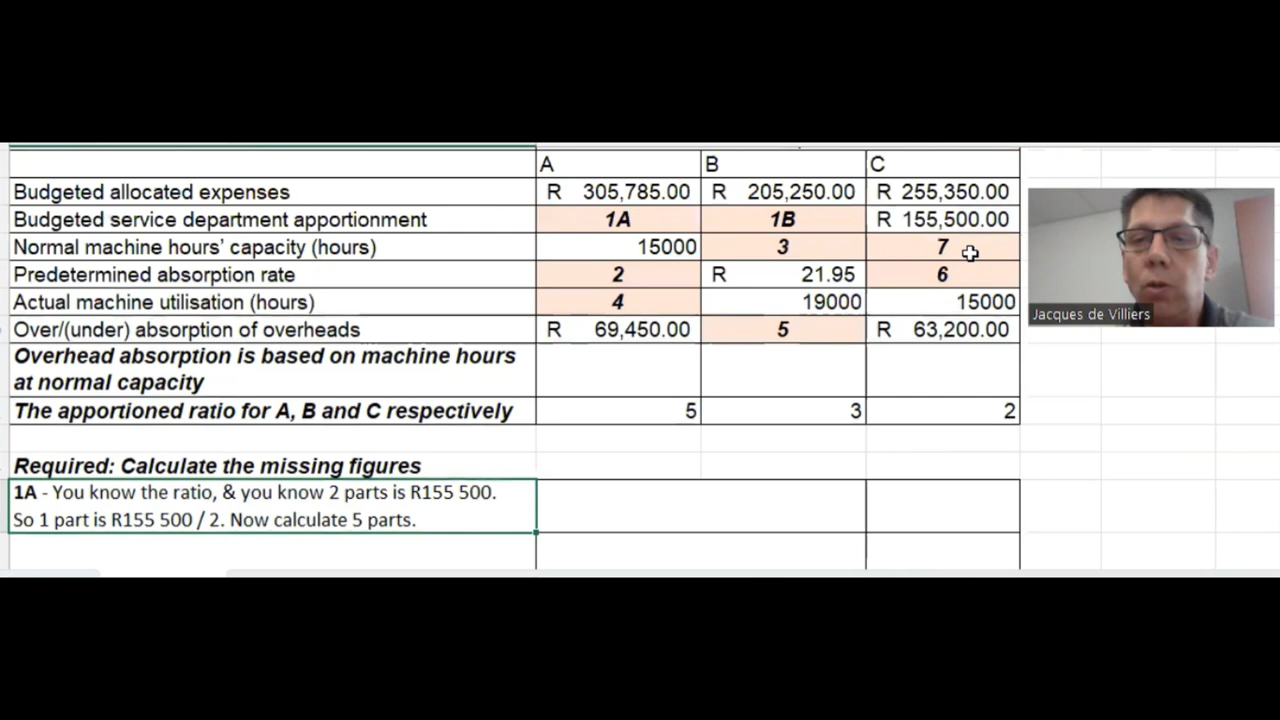 A B C
Budgeted allocated expenses R 305,785.00 R 205,250.00 R 255,350.00
Budgeted service department apportionment 1A 1B R 155,500.00
Normal machine hours’ capacity (hours) 15000 3 7
Predetermined absorption rate 2 R 21.95 6
Actual machine utilisation (hours) 4 19000 15000
Over/(under) absorption of overheads R 69,450.00 5 R 63,200.00
Overhead absorption is based on machine hours
at normal capacity
The apportioned ratio for A, B and C respectively 5 3 2
Required: Calculate the missing figures
1A - You know the ratio, & you know 2 parts is R155 500.
So 1 part is R155 500 / 2. Now calculate 5 parts.
Jacques de Villiers